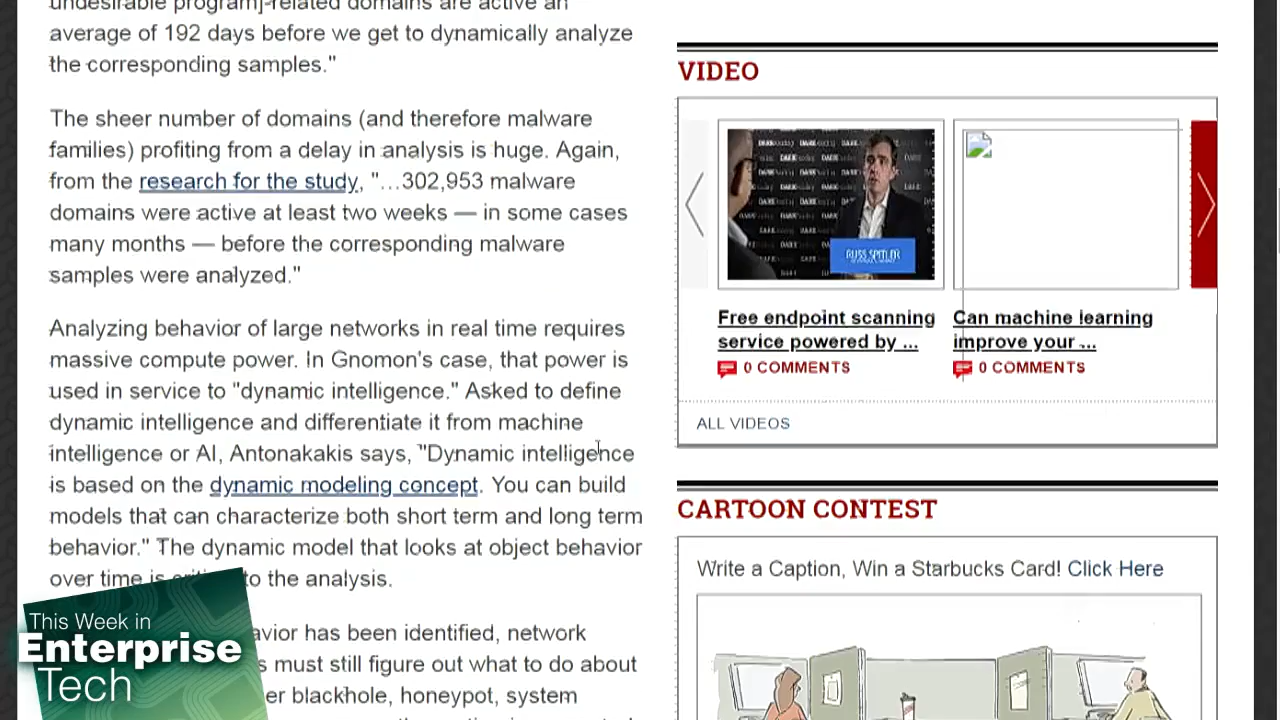 undesirable program]-related domains are active an
average of 192 days before we get to dynamically analyze
the corresponding samples."
The sheer number of domains (and therefore malware
families) profiting from a delay in analysis is huge. Again,
from the research for the study, "…302,953 malware
domains were active at least two weeks — in some cases
many months — before the corresponding malware
samples were analyzed."
Analyzing behavior of large networks in real time requires
massive compute power. In Gnomon's case, that power is
used in service to "dynamic intelligence." Asked to define
dynamic intelligence and differentiate it from machine
intelligence or AI, Antonakakis says, "Dynamic intelligence
is based on the dynamic modeling concept. You can build
models that can characterize both short term and long term
behavior." The dynamic model that looks at object behavior
over time is to the analysis.
has been identified, network
must still figure out what to do about
blackhole, honeypot, system
This Week in
Enterprise
Tech
VIDEO
RUSS SPITLER
Free endpoint scanning
service powered by ...
0 COMMENTS
Can machine learning
improve your ...
0 COMMENTS
ALL VIDEOS
CARTOON CONTEST
Write a Caption, Win a Starbucks Card! Click Here